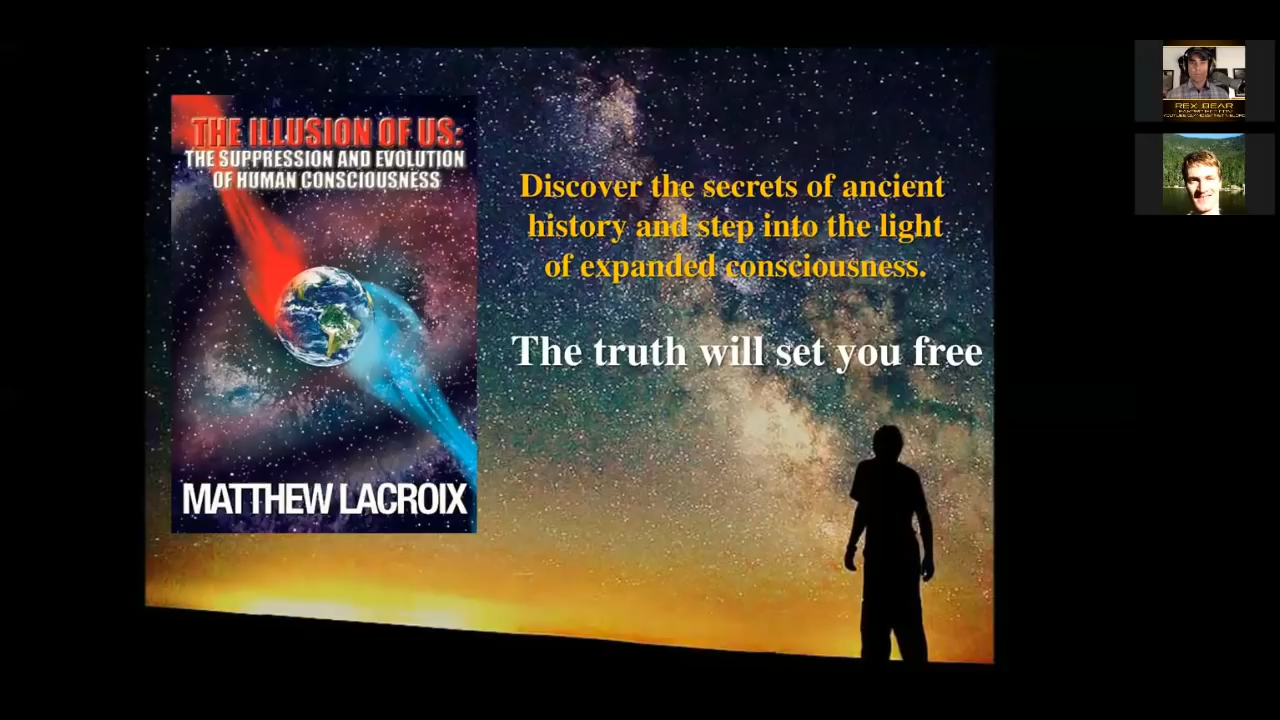 THE ILLUSION OF US:
THE SUPPRESSION AND EVOLUTION
OF HUMAN CONSCIOUSNESS
MATTHEW LACROIX
Discover the secrets of ancient
history and step into the light
of expanded consciousness.
The truth will set you free
REX BEAR